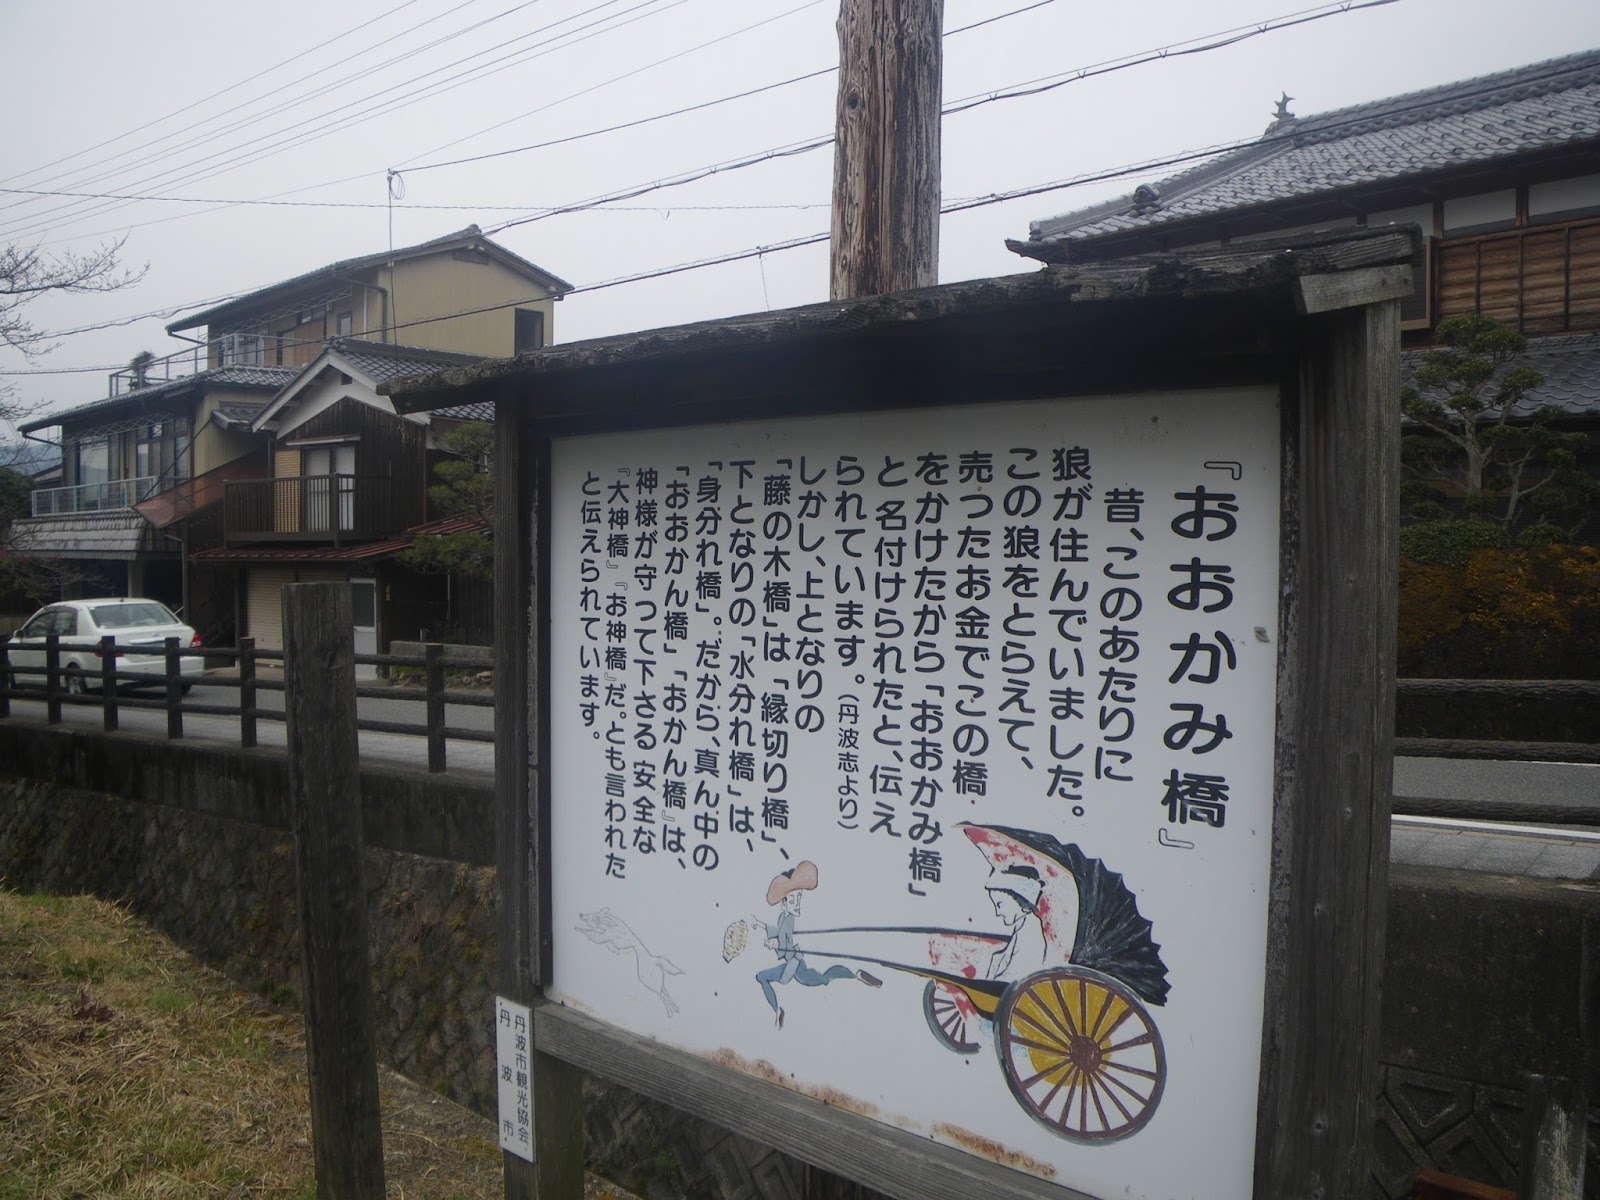 『おおかみ橋』
昔、このあたりに
狼が住んでいました。
この狼をとらえて、
売ったお金でこの橋
をかけたから「おおかみ橋」
と名付けられたと、伝え
られています。(丹波志より)
しかし、上となりの
「藤の木橋」は「縁切り橋」、
下となりの「水分れ橋」は、
「身分れ橋」。だから、真ん中の
「おおかん橋」「おかん橋』は、
神様が守って下さる安全な
『大神橋』『お神橋』だ。とも言われた
と伝えられています。
丹波市観光協会
丹波市